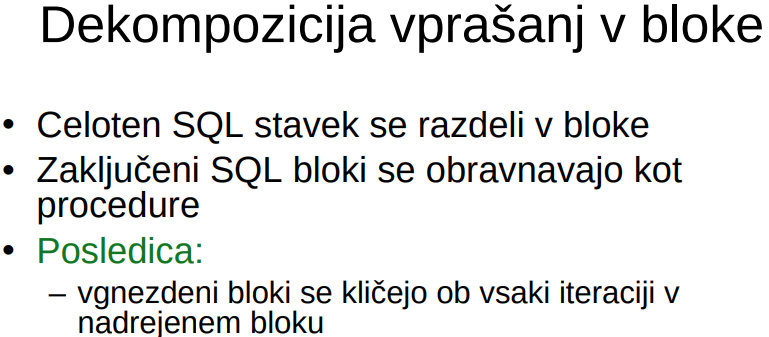 Dekompozicija vprašanj v bloke
• Celoten SQL stavek se razdeli v bloke
• Zaključeni SQL bloki se obravnavajo kot
procedure
• Posledica:
– vgnezdeni bloki se kličejo ob vsaki iteraciji v
nadrejenem bloku